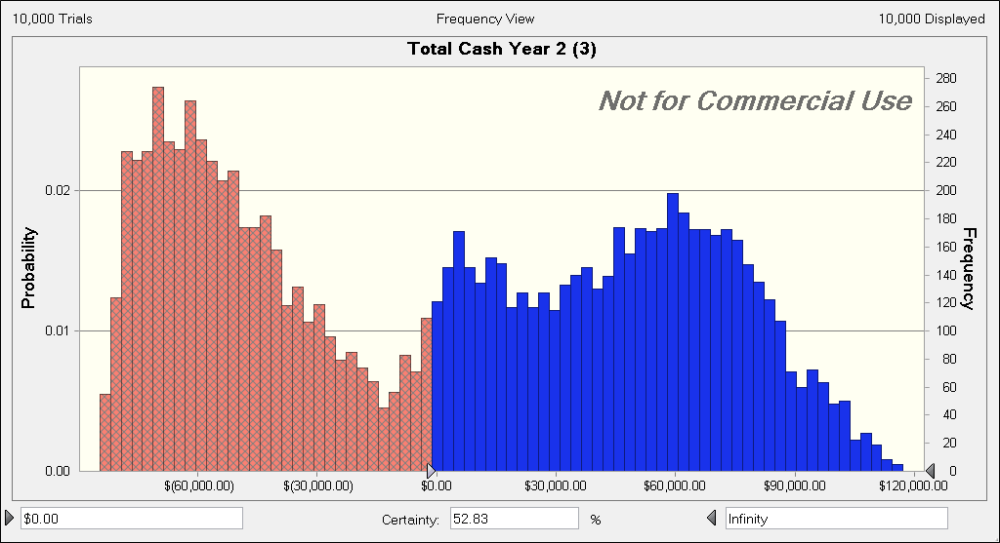 10,000 Trials Frequency View 10,000 Displayed
Total Cash Year 2 (3)
Not for Commercial Use
Probability
0.02
0.01
0.00
Frequency
280
260
240
220
200
180
160
140
120
100
80
60
40
20
0
$(60,000.00) $(30,000.00) $0.00 $30,000.00 $60,000.00 $90,000.00 $120,000.00
$0.00 Certainty: 52.83 % Infinity